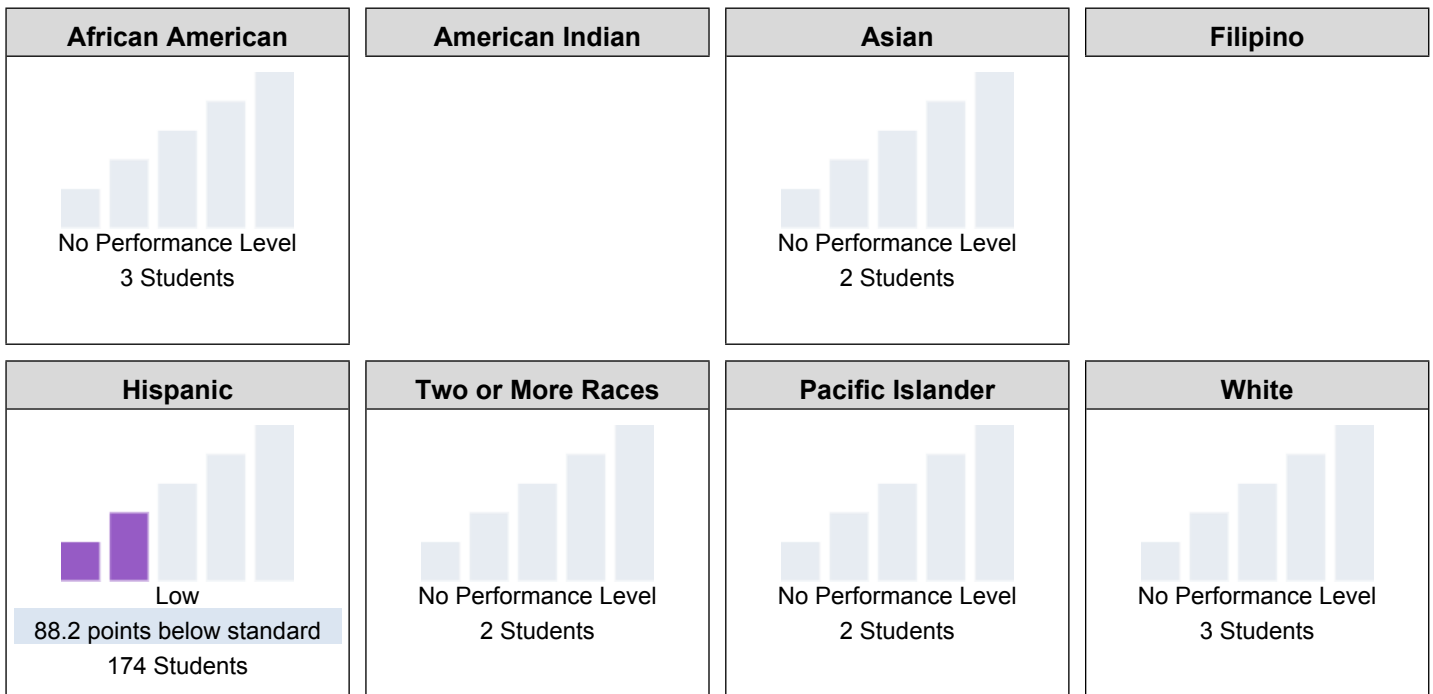 African American
American Indian
Asian
Filipino
No Performance Level
3 Students
No Performance Level
2 Students
Hispanic
Two or More Races
Pacific Islander
White
Low
88.2 points below standard
174 Students
No Performance Level
2 Students
No Performance Level
2 Students
No Performance Level
3 Students